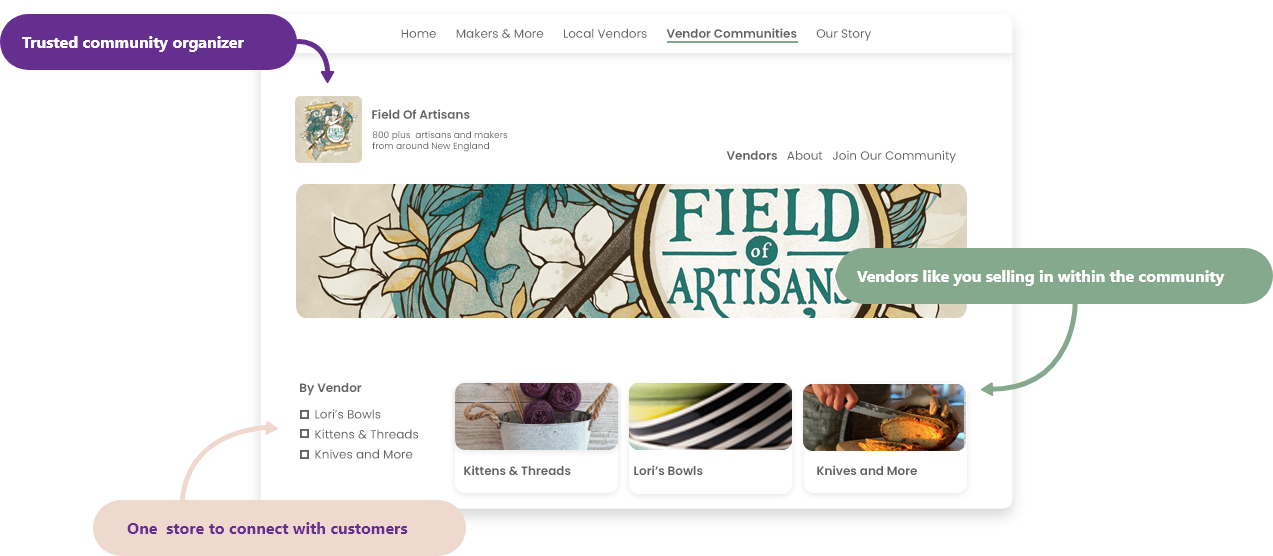 Trusted community organizer
Home Makers & More Local Vendors Vendor Communities Our Story
Field Of Artisans
800 plus artisans and makers
from around New England
Vendors About Join Our Community
FIELD
of
ARTISANS
Vendors like you selling in within the community
By Vendor
Lori's Bowls
Kittens & Threads
Knives and More
Kittens & Threads
Lori's Bowls
Knives and More
One store to connect with customers